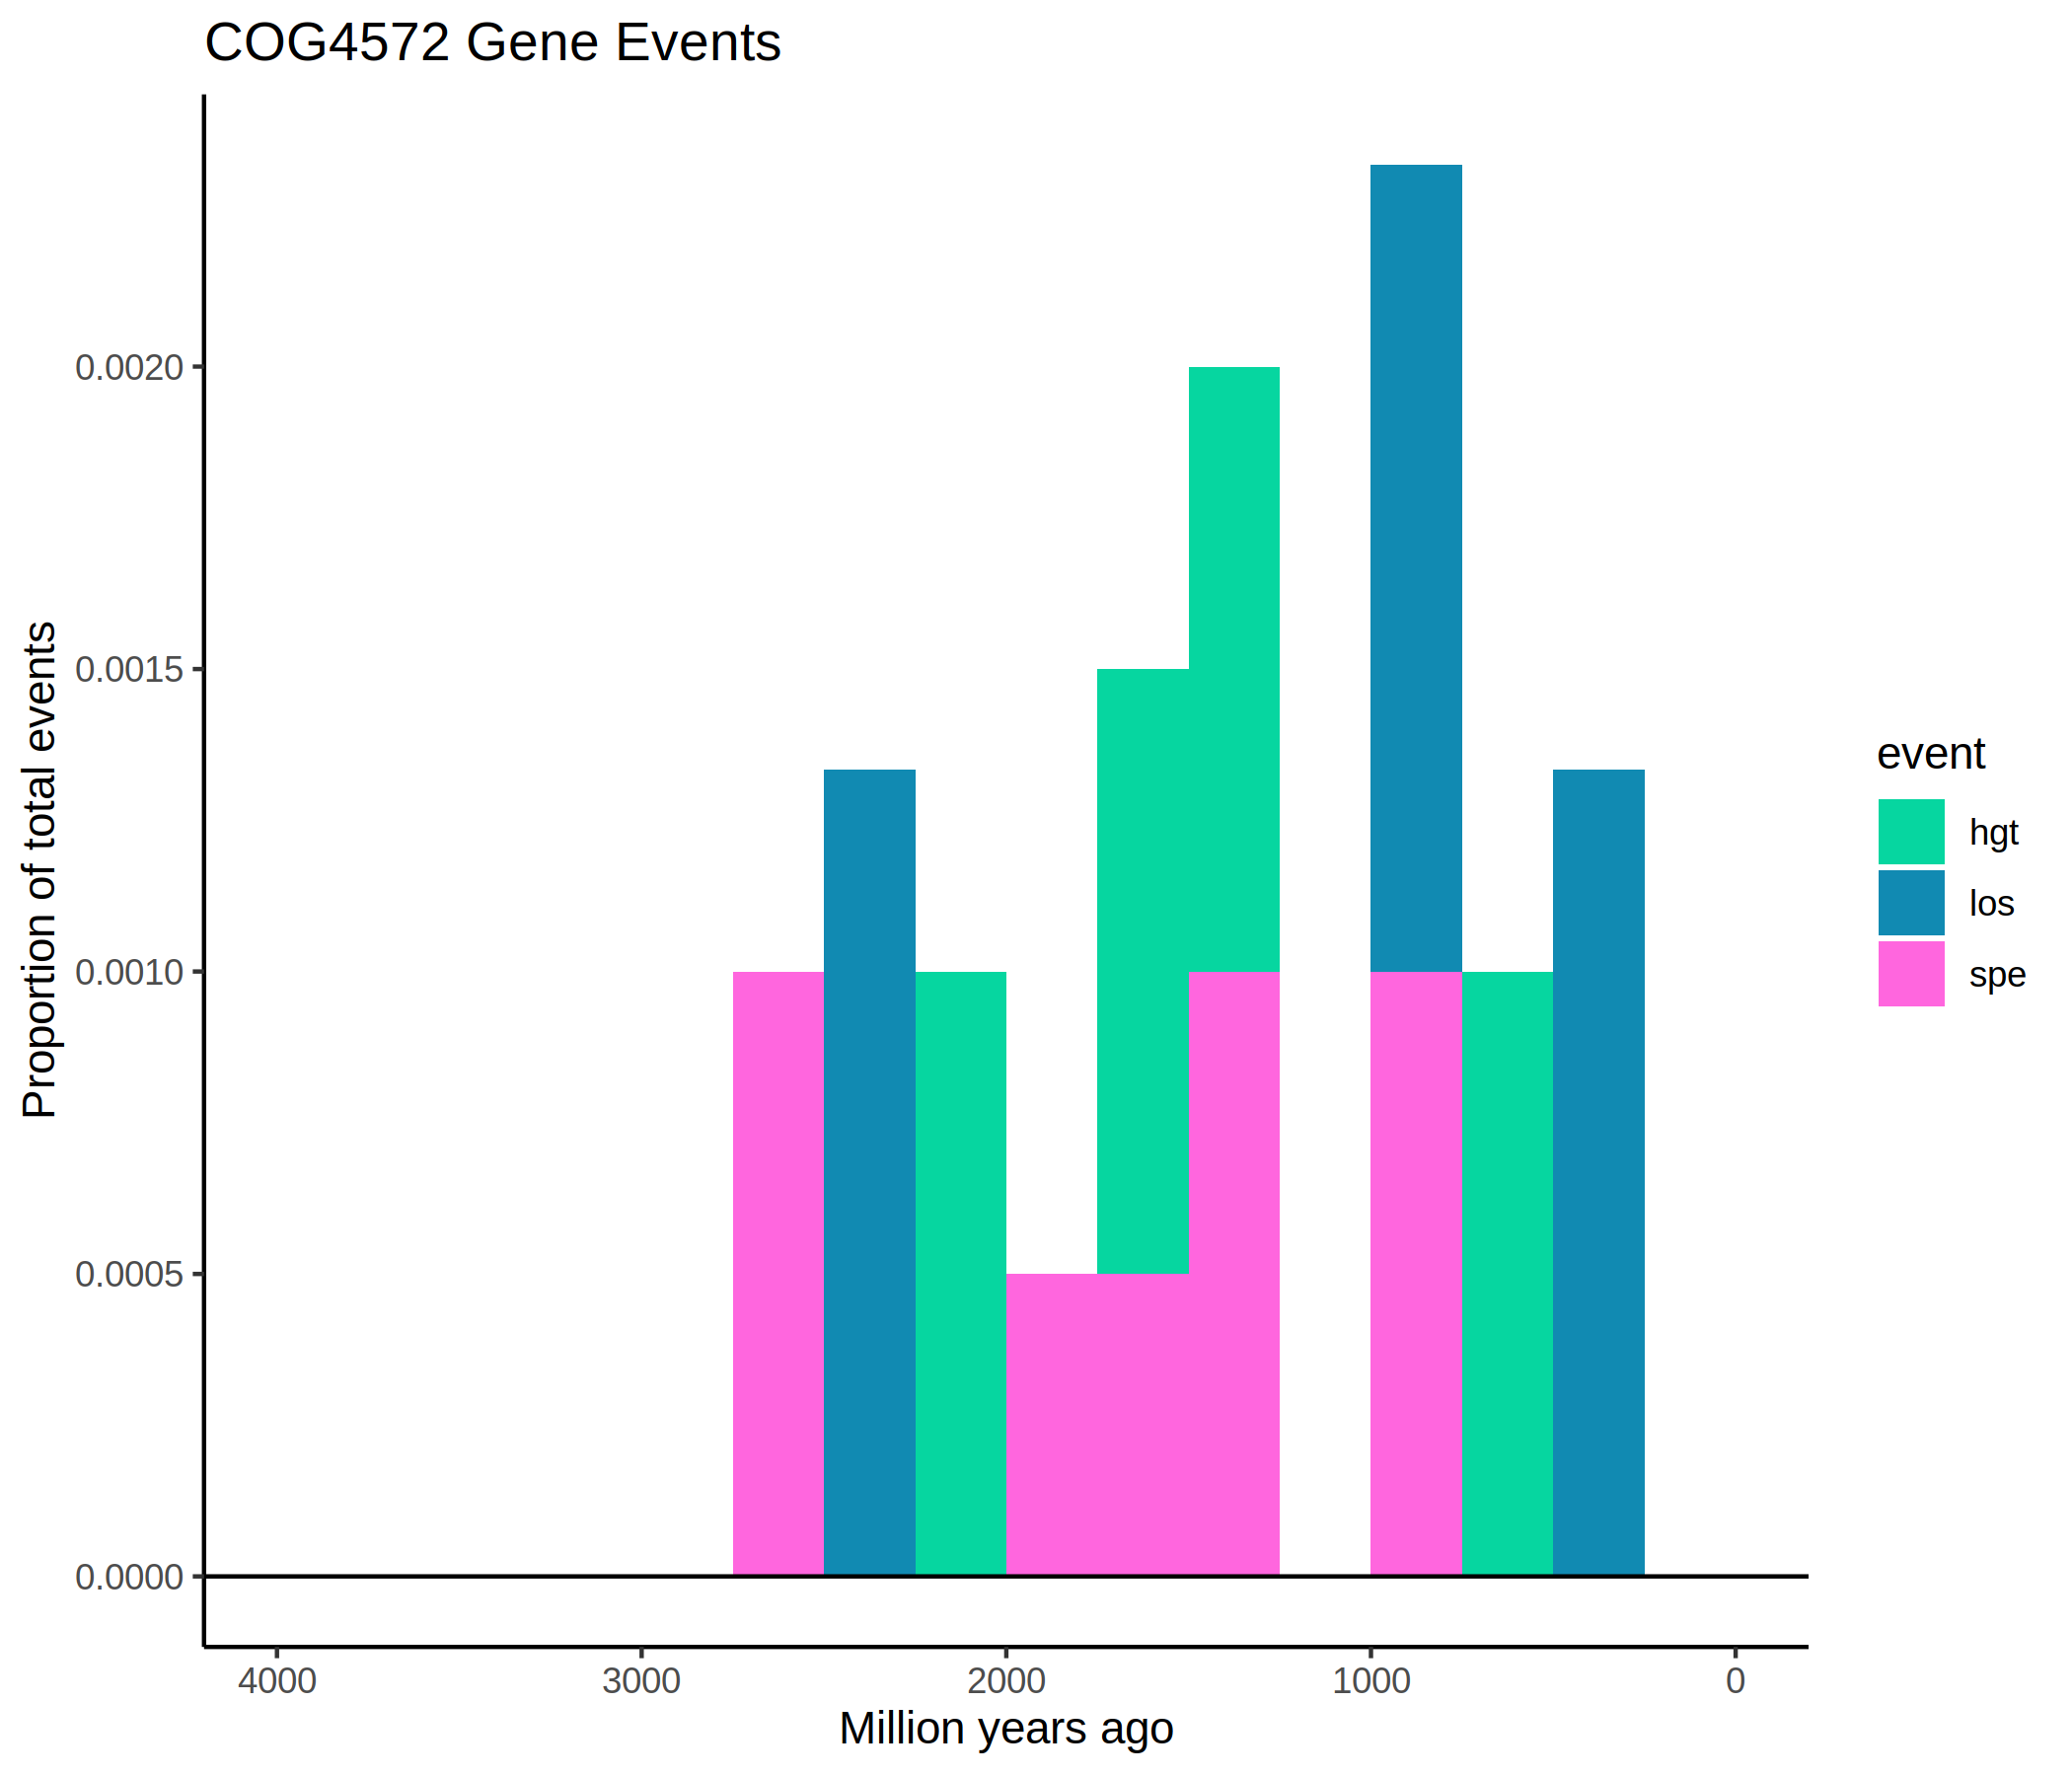 COG4572 Gene Events
Proportion of total events
0.0020
0.0015
0.0010
0.0005
0.0000
4000 3000 2000 1000 0
Million years ago
event
hgt
los
spe